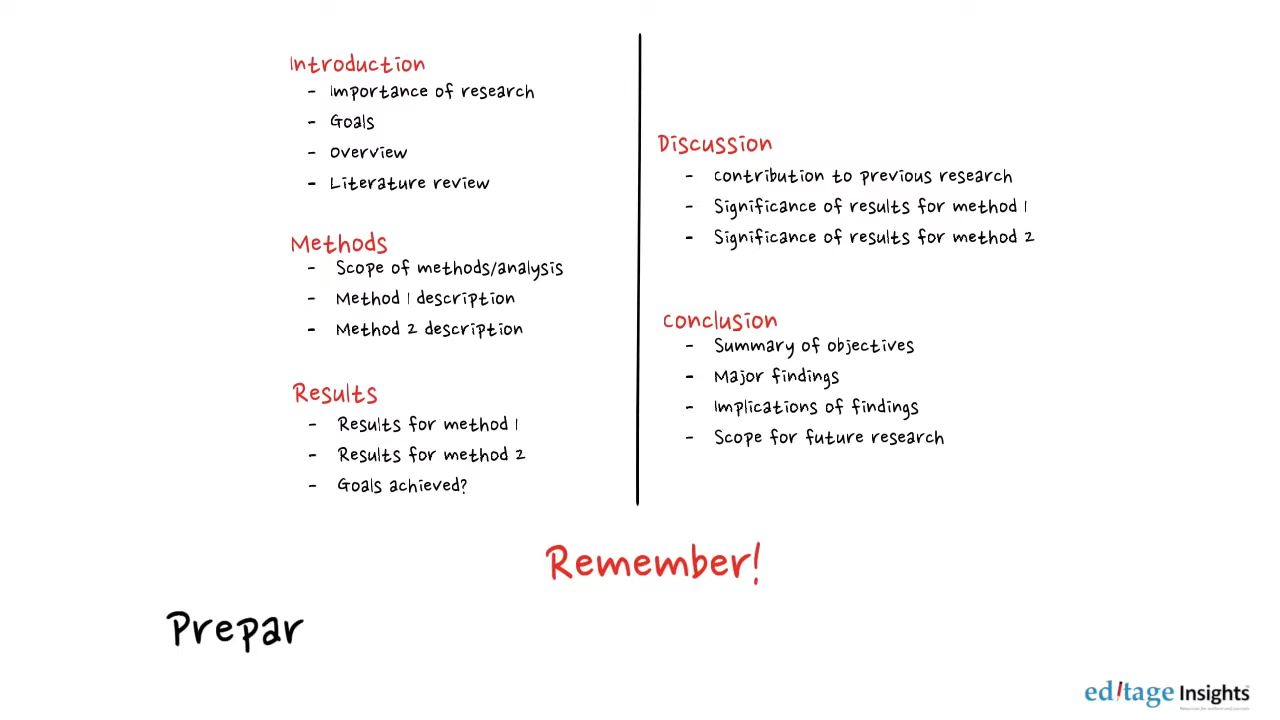 Introduction
- Importance of research
- Goals
- Overview
- Literature review
Methods
- Scope of methods/analysis
- Method 1 description
- Method 2 description
Results
- Results for method 1
- Results for method 2
- Goals achieved?
Discussion
- Contribution to previous research
- Significance of results for method 1
- Significance of results for method 2
Conclusion
- Summary of objectives
- Major findings
- Implications of findings
- Scope for future research
Remember!
Prepar
editage Insights